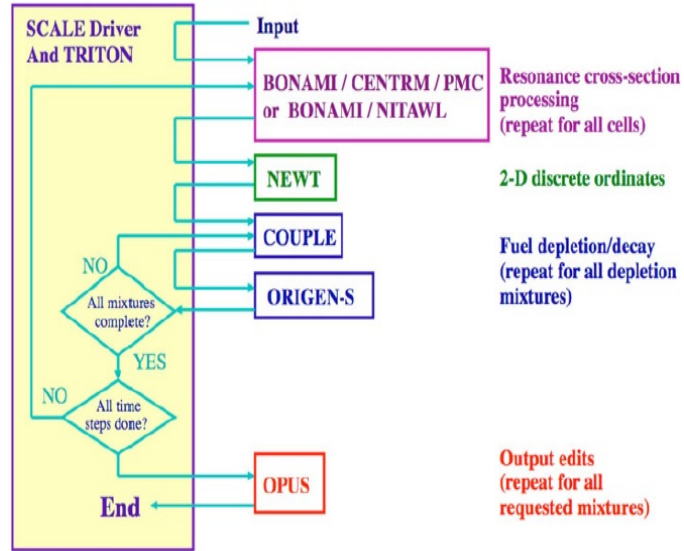 SCALE Driver
And TRITON
Input
BONAMI / CENTRM / PMC
or BONAMI / NITAWL
Resonance cross-section
processing
(repeat for all cells)
NEWT
2-D discrete ordinates
COUPLE
Fuel depletion/decay
(repeat for all depletion
mixtures)
NO
ORIGEN-S
All mixtures
complete?
YES
NO
All time
steps done?
OPUS
Output edits
(repeat for all
requested mixtures)
End